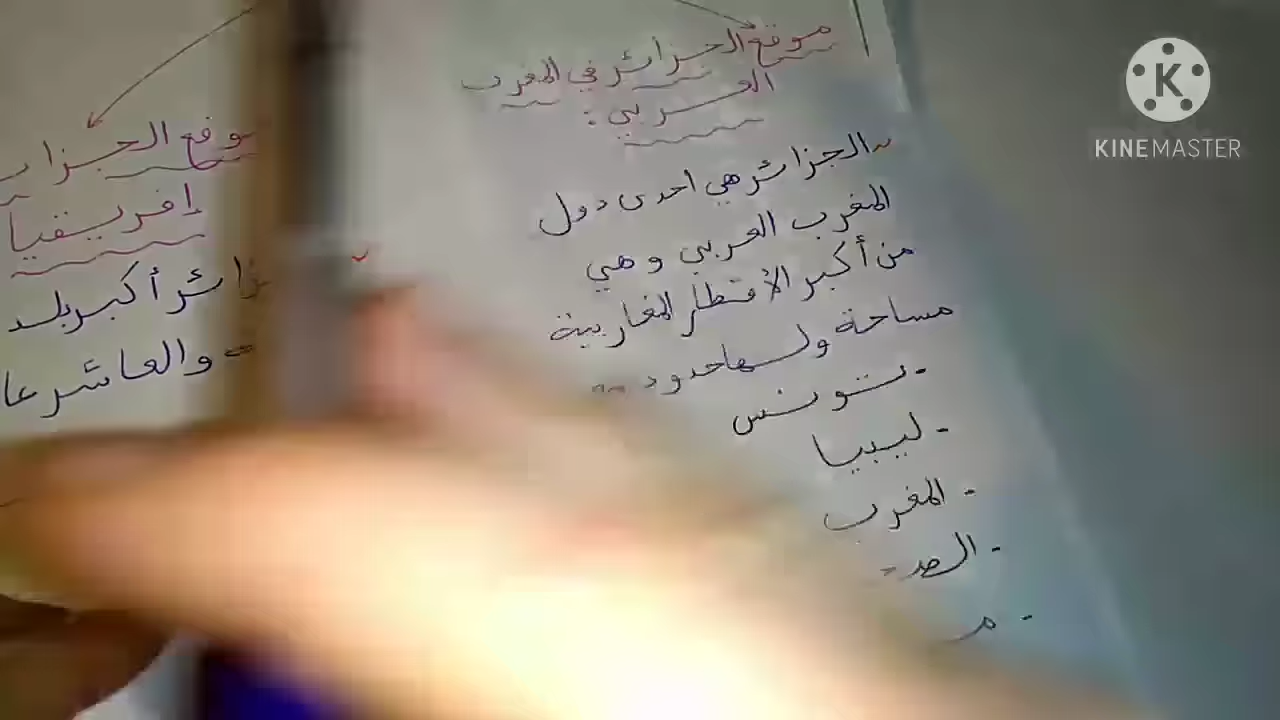 موقع الجزائر في المغرب
العربي :
الجزائر هي احدى دول
المغرب العربي وهي
من أكبر الأقطار المغاربية
مساحة ولها حدود
- تونس
- ليبيا
- المغرب
-
-
موقع الجزا
إفريقيا
زائر أكبر بلد
والعاشر عا
KINEMASTER